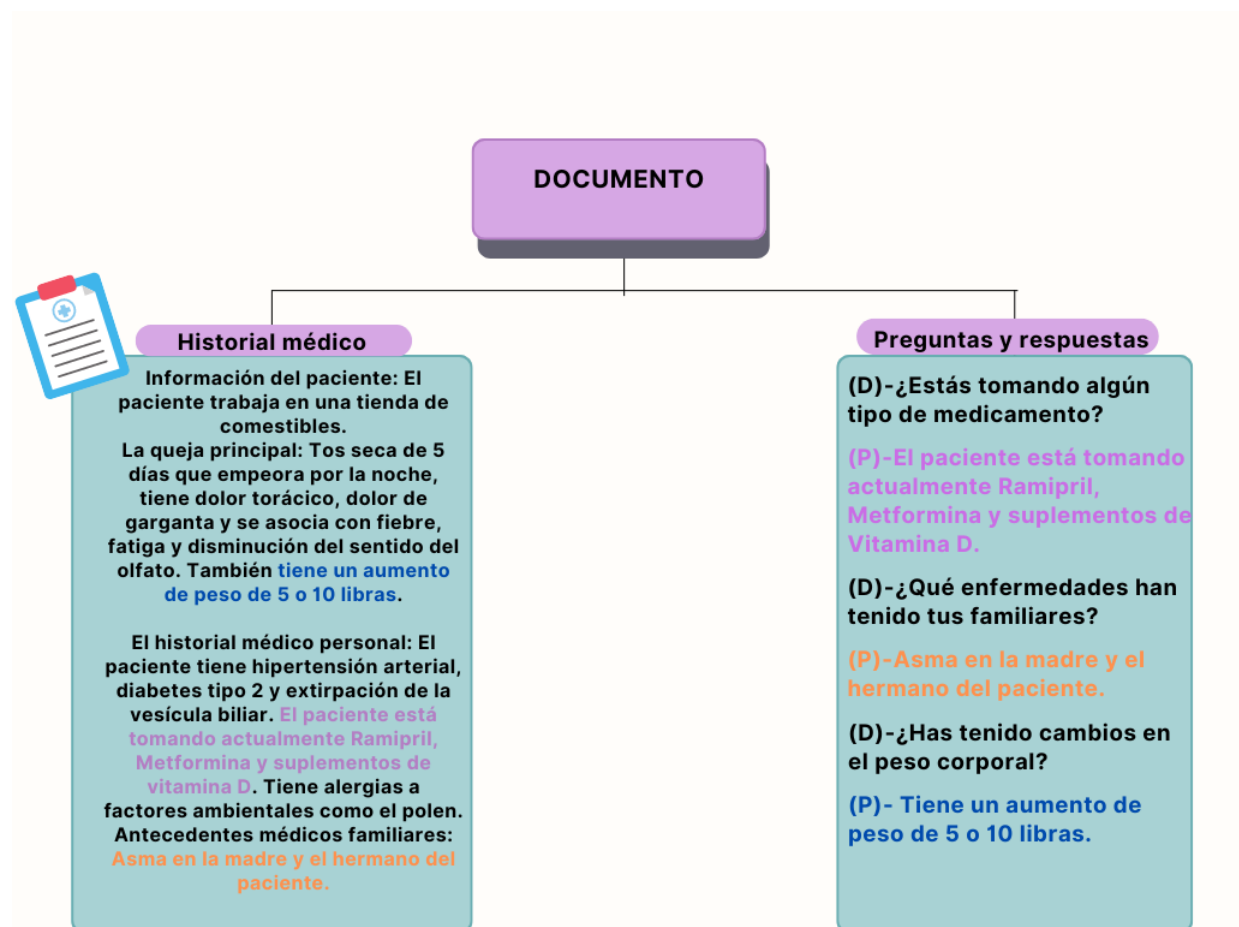 DOCUMENTO
Historial médico
Información del paciente: El
paciente trabaja en una tienda de
comestibles.
La queja principal: Tos seca de 5
días que empeora por la noche,
tiene dolor torácico, dolor de
garganta y se asocia con fiebre,
fatiga y disminución del sentido del
olfato. También tiene un aumento
de peso de 5 o 10 libras.
El historial médico personal: El
paciente tiene hipertensión arterial,
diabetes tipo 2 y extirpación de la
vesícula biliar. El paciente está
tomando actualmente Ramipril,
Metformina y suplementos de
vitamina D. Tiene alergias a
factores ambientales como el polen.
Antecedentes médicos familiares:
Asma en la madre y el hermano del
paciente.
Preguntas y respuestas
(D)-¿Estás tomando algún
tipo de medicamento?
(P)-El paciente está tomando
actualmente Ramipril,
Metformina y suplementos de
Vitamina D.
(D)-¿Qué enfermedades han
tenido tus familiares?
(P)-Asma en la madre y el
hermano del paciente.
(D)-¿Has tenido cambios en
el peso corporal?
(P)- Tiene un aumento de
peso de 5 o 10 libras.